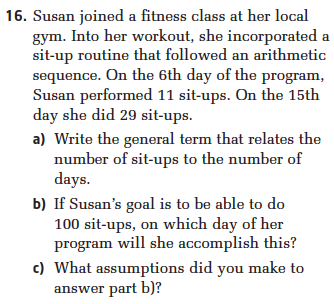 16. Susan joined a fitness class at her local
gym. Into her workout, she incorporated a
sit-up routine that followed an arithmetic
sequence. On the 6th day of the program,
Susan performed 11 sit-ups. On the 15th
day she did 29 sit-ups.
a) Write the general term that relates the
number of sit-ups to the number of
days.
b) If Susan’s goal is to be able to do
100 sit-ups, on which day of her
program will she accomplish this?
c) What assumptions did you make to
answer part b)?